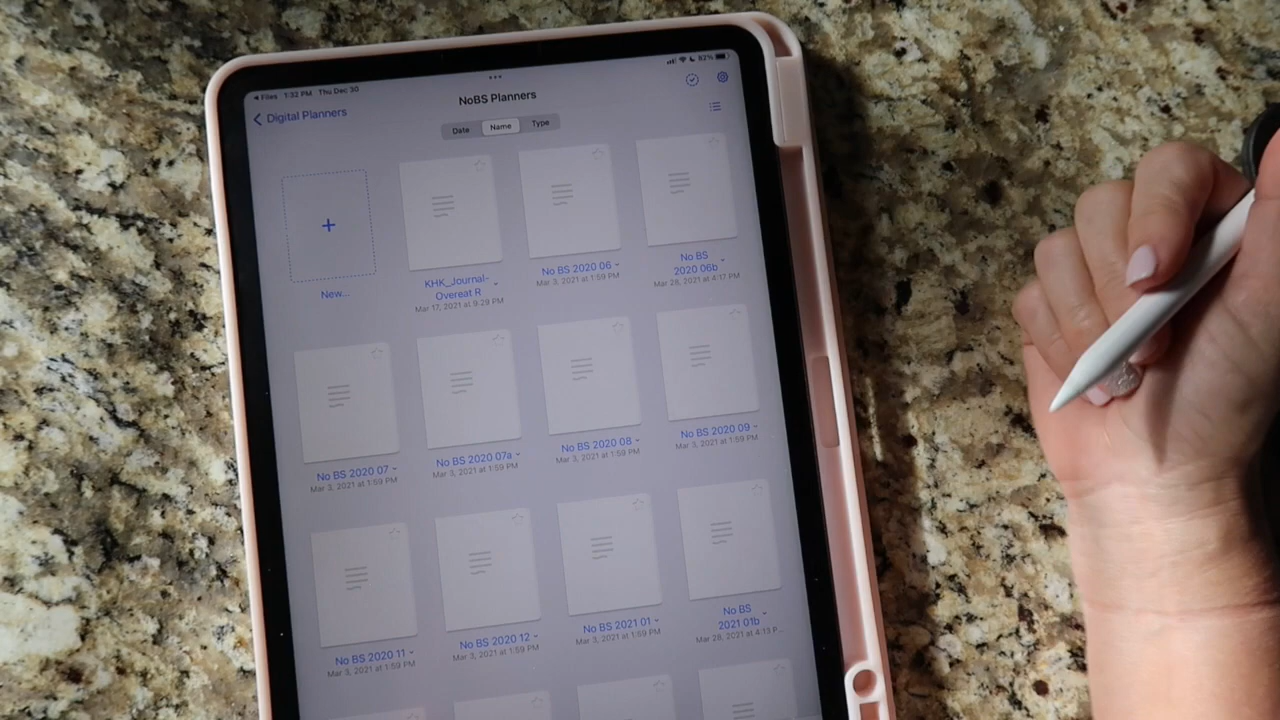 Files 1:32 PM Thu Dec 30
82%
Digital Planners
NoBS Planners
Date Name Type
New...
KHK_Journal-
Overeat R
Mar 17, 2021 at 9:29 PM
No BS 2020 06
Mar 3, 2021 at 1:59 PM
No BS
2020 06b
Mar 28, 2021 at 4:17 PM
No BS 2020 07
Mar 3, 2021 at 1:59 PM
No BS 2020 07a
Mar 3, 2021 at 1:59 PM
No BS 2020 08
Mar 3, 2021 at 1:59 PM
No BS 2020 09
Mar 3, 2021 at 1:59 PM
No BS 2020 11
Mar 3, 2021 at 1:59 PM
No BS 2020 12
Mar 3, 2021 at 1:59 PM
No BS 2021 01
Mar 3, 2021 at 1:59 PM
No BS
2021 01b
Mar 28, 2021 at 4:13 P...